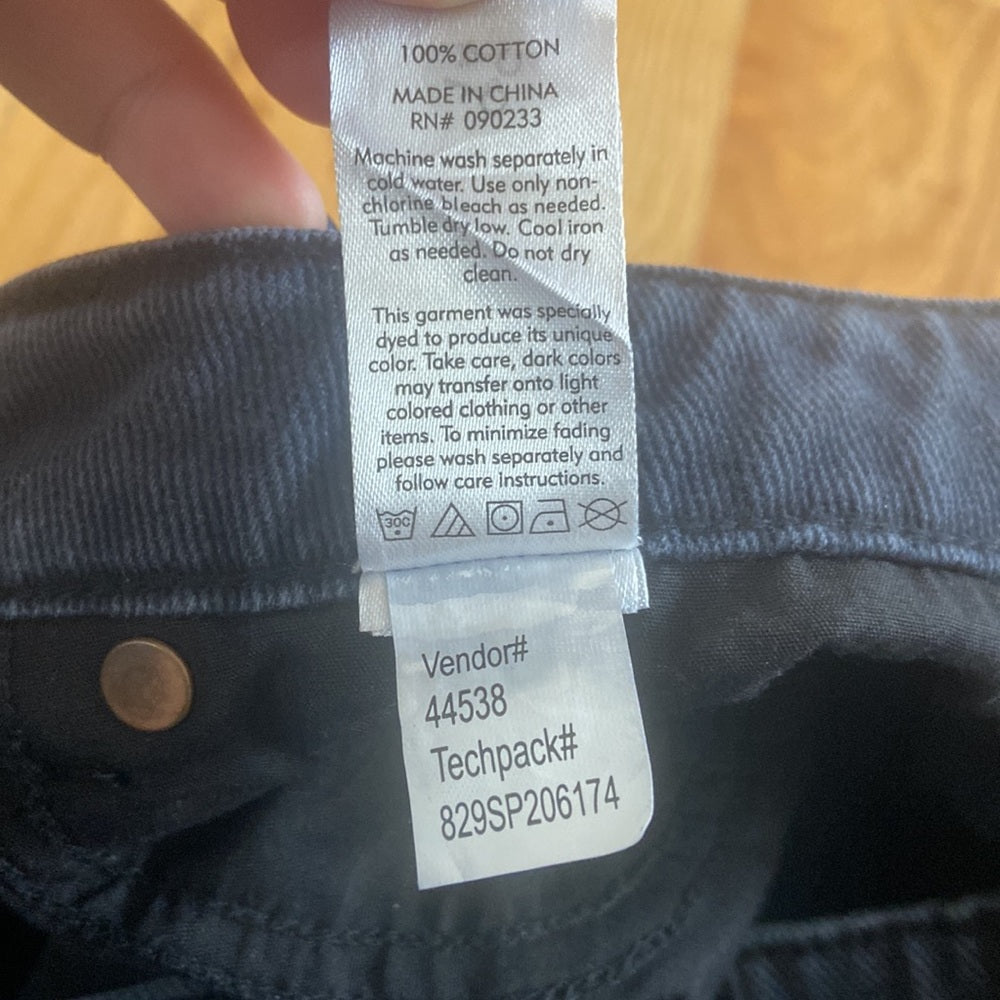 100% COTTON
MADE IN CHINA
RN# 090233
Machine wash separately in
cold water. Use only non-
chlorine bleach as needed.
Tumble dry low. Cool iron
as needed. Do not dry
clean.
This garment was specially
dyed to produce its unique
color. Take care, dark colors
may transfer onto light
colored clothing or other
items. To minimize fading
please wash separately and
follow care instructions.
30C
Vendor#
44538
Techpack#
829SP206174